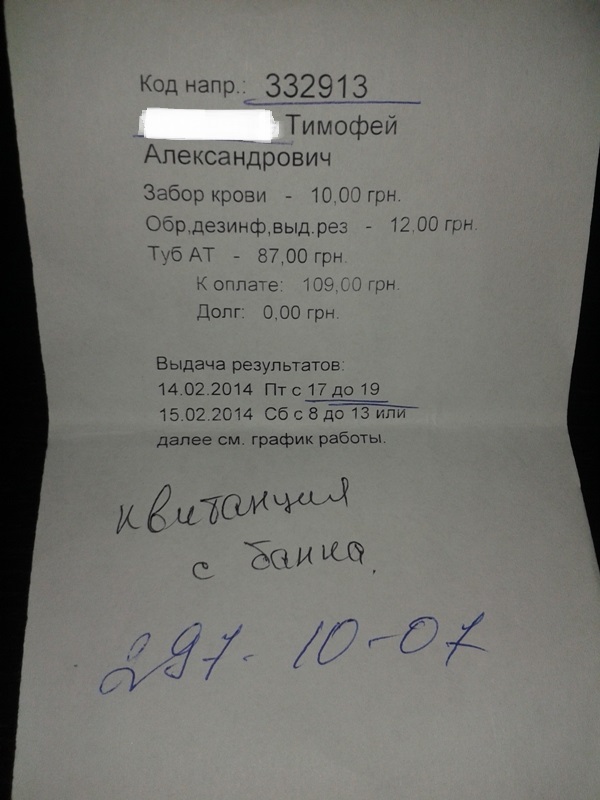 Код напр.: 332913
Тимофей
Александрович
Забор крови - 10,00 грн.
Обр,дезинф,выд.рез - 12,00 грн.
Туб АТ - 87,00 грн.
К оплате: 109,00 грн.
Долг: 0,00 грн.
Выдача результатов:
14.02.2014 Пт с 17 до 19
15.02.2014 Сб с 8 до 13 или
далее см. график работы.
квитанция
с банка.
297-10-07